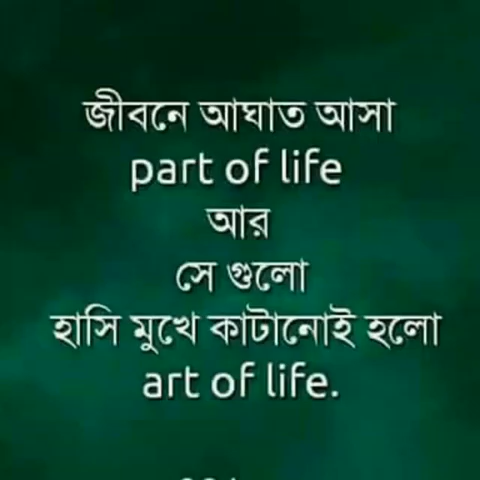 জীবনে আঘাত আসা
part of life
আর
সে গুলো
হাসি মুখে কাটানোই হলো
art of life.